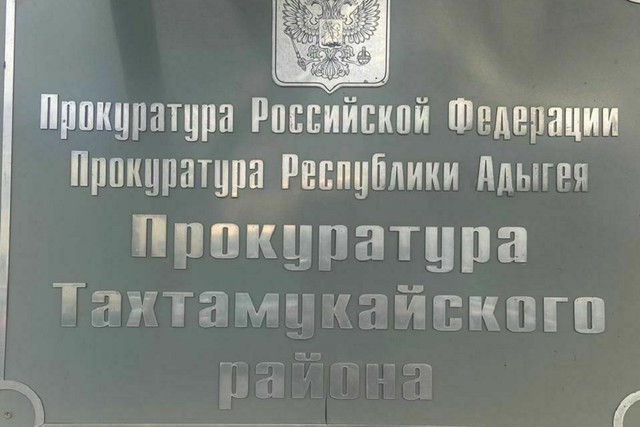 Прокуратура Российской Федерации
Прокуратура Республики Адыгея
Прокуратура
Тахтамукайского
района